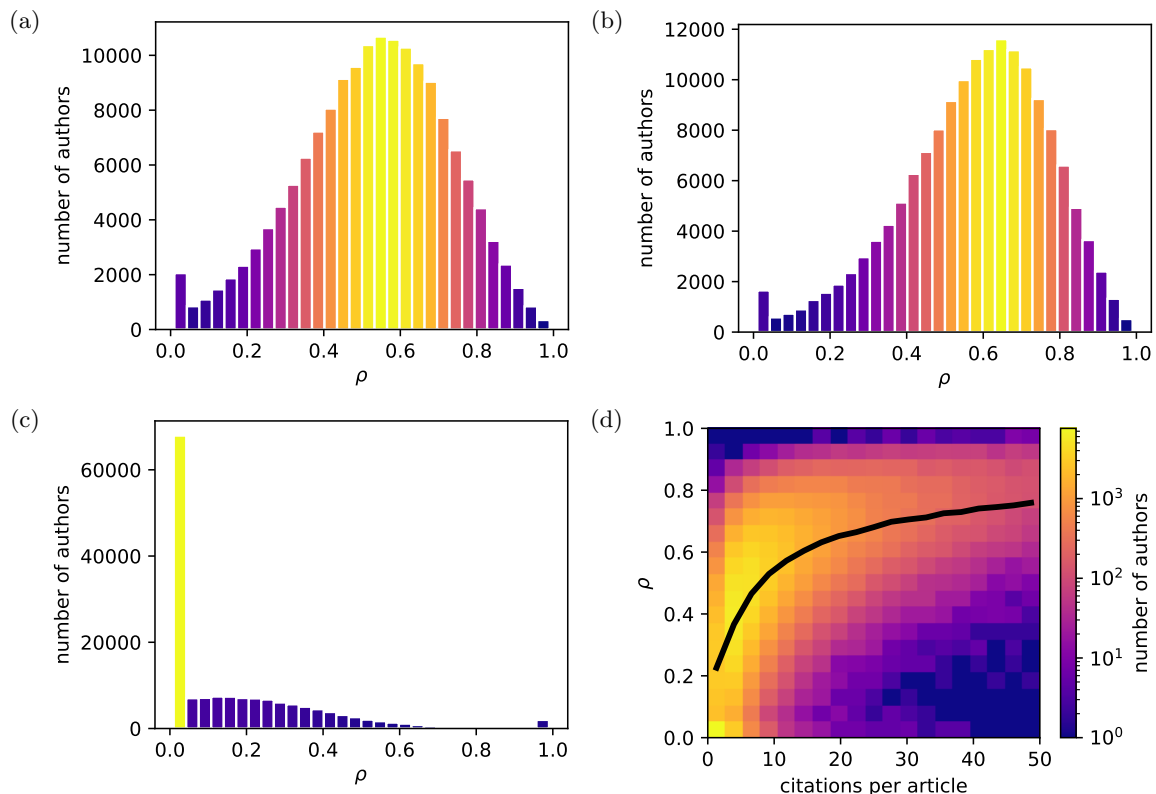 (a)
10000
8000
6000
4000
2000
0
number of authors
0.0 0.2 0.4 0.6 0.8 1.0
ρ
(b)
12000
10000
8000
6000
4000
2000
0
number of authors
0.0 0.2 0.4 0.6 0.8 1.0
ρ
(c)
60000
40000
20000
0
number of authors
0.0 0.2 0.4 0.6 0.8 1.0
ρ
(d)
1.0
0.8
0.6
0.4
0.2
0.0
ρ
0 10 20 30 40 50
citations per article
10³
10²
10¹
10⁰
number of authors